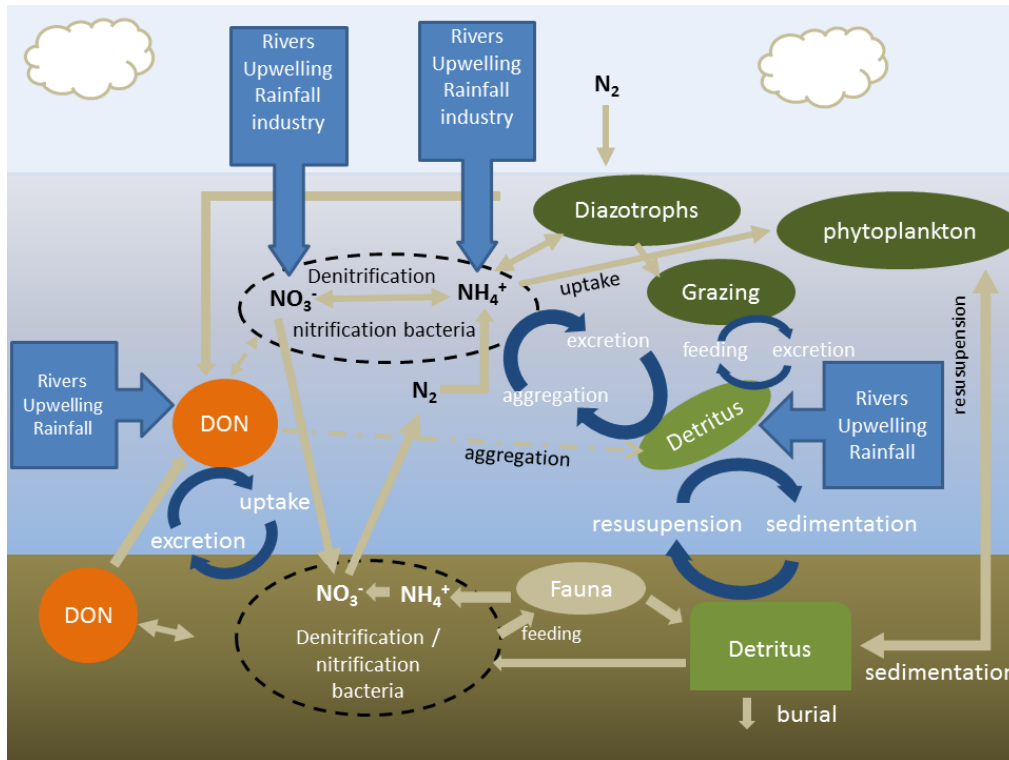 Rivers
Upwelling
Rainfall
industry
Rivers
Upwelling
Rainfall
industry
N₂
Diazotrophs
phytoplankton
Denitrification
NO₃⁻
NH₄⁺
nitrification bacteria
uptake
Grazing
resusupension
excretion
feeding
excretion
Rivers
Upwelling
Rainfall
N₂
aggregation
DON
Detritus
Rivers
Upwelling
Rainfall
aggregation
uptake
excretion
resusupension
sedimentation
DON
NO₃⁻
NH₄⁺
Fauna
Denitrification /
nitrification
bacteria
feeding
Detritus
sedimentation
burial